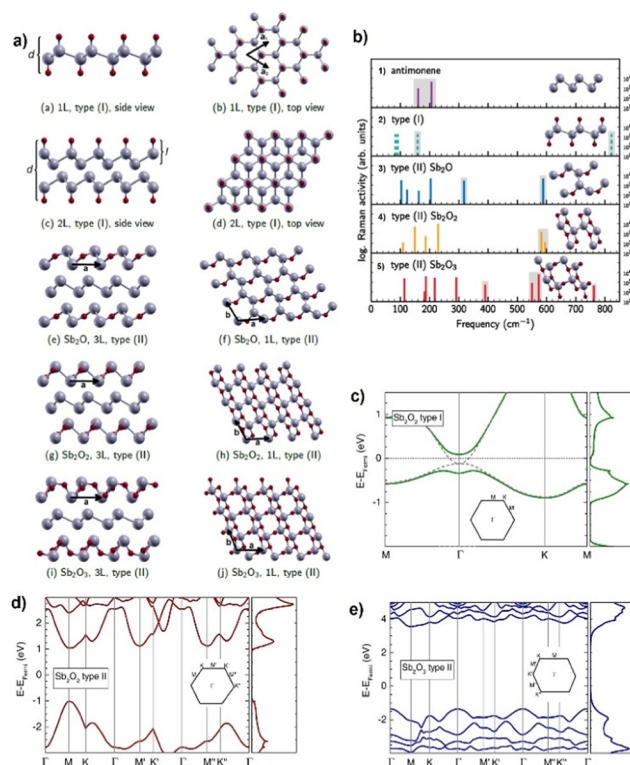 a)
d
(a) 1L, type (I), side view
a₁
a₂
(b) 1L, type (I), top view
d
l
(c) 2L, type (I), side view
(d) 2L, type (I), top view
a
(e) Sb₂O, 3L, type (II)
b
a
(f) Sb₂O, 1L, type (II)
a
(g) Sb₂O₂, 3L, type (II)
b
a
(h) Sb₂O₂, 1L, type (II)
a
(i) Sb₂O₃, 3L, type (II)
b
a
(j) Sb₂O₃, 1L, type (II)
b)
log. Raman activity (arb. units)
1) antimonene
2) type (I)
3) type (II) Sb₂O
4) type (II) Sb₂O₂
5) type (II) Sb₂O₃
0 100 200 300 400 500 600 700 800
Frequency (cm⁻¹)
c)
E-E_Fermi (eV)
1
0
-1
Sb₂O₂ type I
M K
M
Γ
M Γ K M
d)
E-E_Fermi (eV)
2
0
-2
Sb₂O₂ type II
K M' K'
M M"
K"
Γ
Γ M K Γ M' K' Γ M" K" Γ
e)
E-E_Fermi (eV)
4
2
0
-2
-4
Sb₂O₃ type II
K M
M'
K'
M"
K"
Γ
Γ M K Γ M' K' Γ M" K" Γ